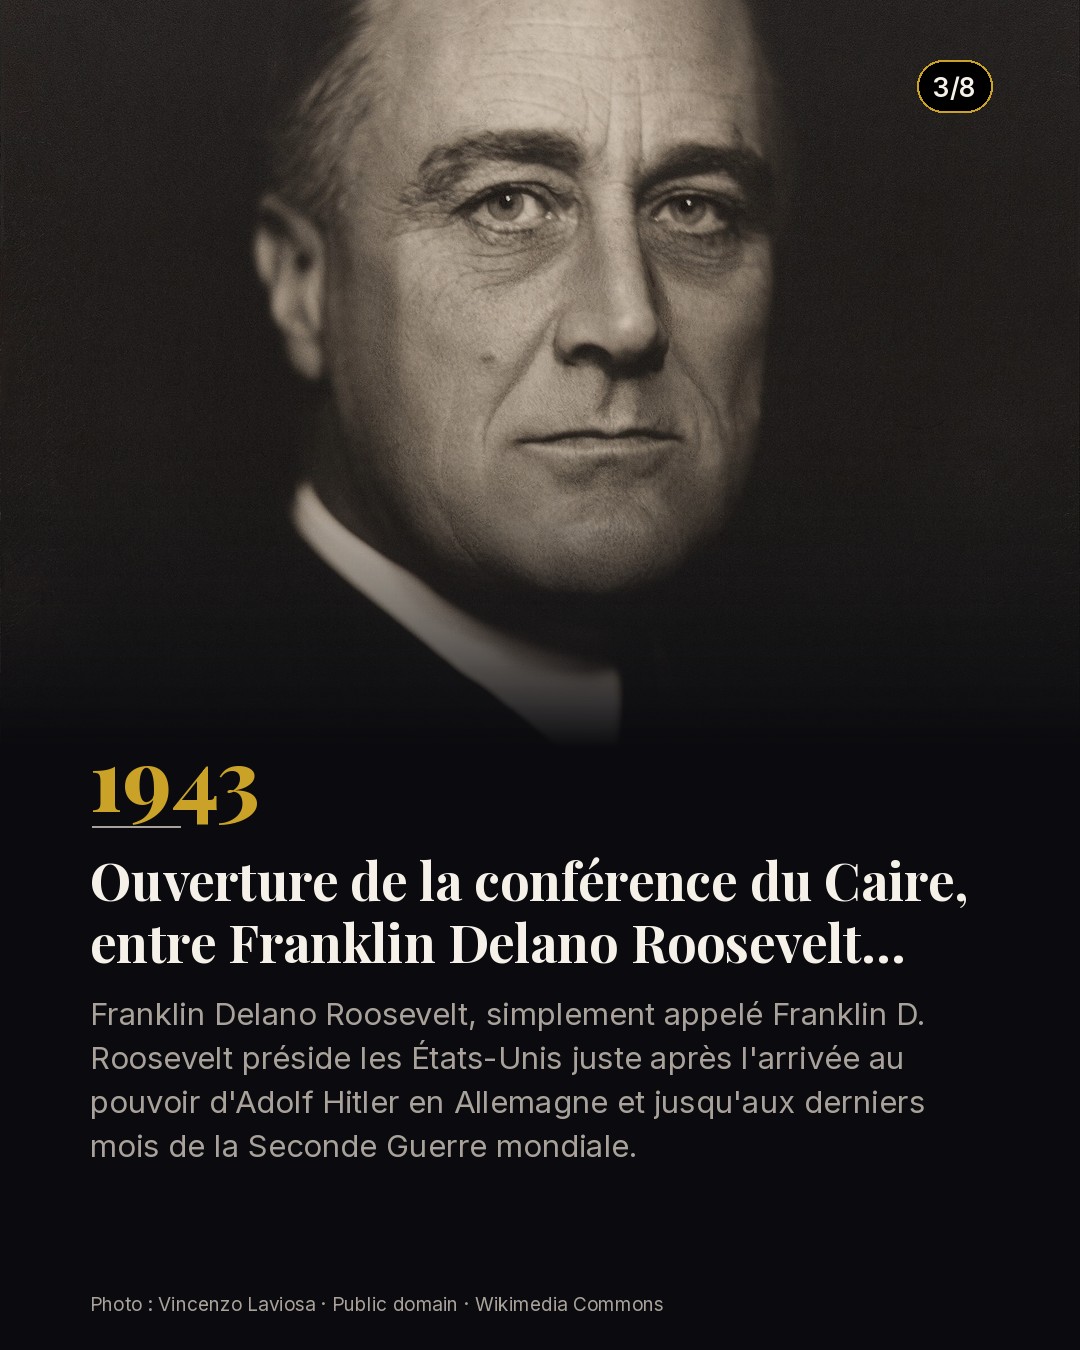 3/8
1943
Ouverture de la conférence du Caire,
entre Franklin Delano Roosevelt...
Franklin Delano Roosevelt, simplement appelé Franklin D.
Roosevelt préside les États-Unis juste après l'arrivée au
pouvoir d'Adolf Hitler en Allemagne et jusqu'aux derniers
mois de la Seconde Guerre mondiale.
Photo : Vincenzo Laviosa · Public domain · Wikimedia Commons